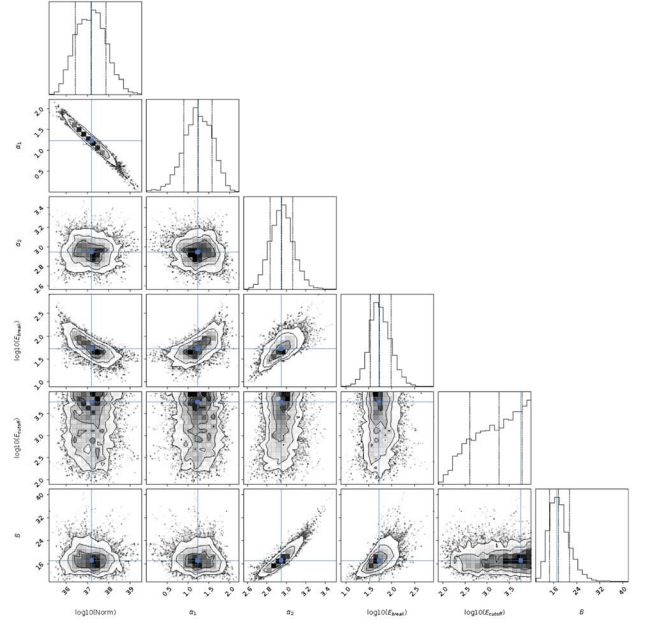 α₁
2.0
1.5
1.0
0.5
α₂
3.4
3.2
3.0
2.8
2.6
log10(E_break)
2.5
2.0
1.5
1.0
log10(E_cutoff)
3.5
3.0
2.5
2.0
B
40
32
24
16
36 37 38 39
0.5 1.0 1.5 2.0
2.6 2.8 3.0 3.2 3.4
1.0 1.5 2.0 2.5
2.0 2.5 3.0 3.5
16 24 32 40
log10(Norm) α₁ α₂ log10(E_break) log10(E_cutoff) B